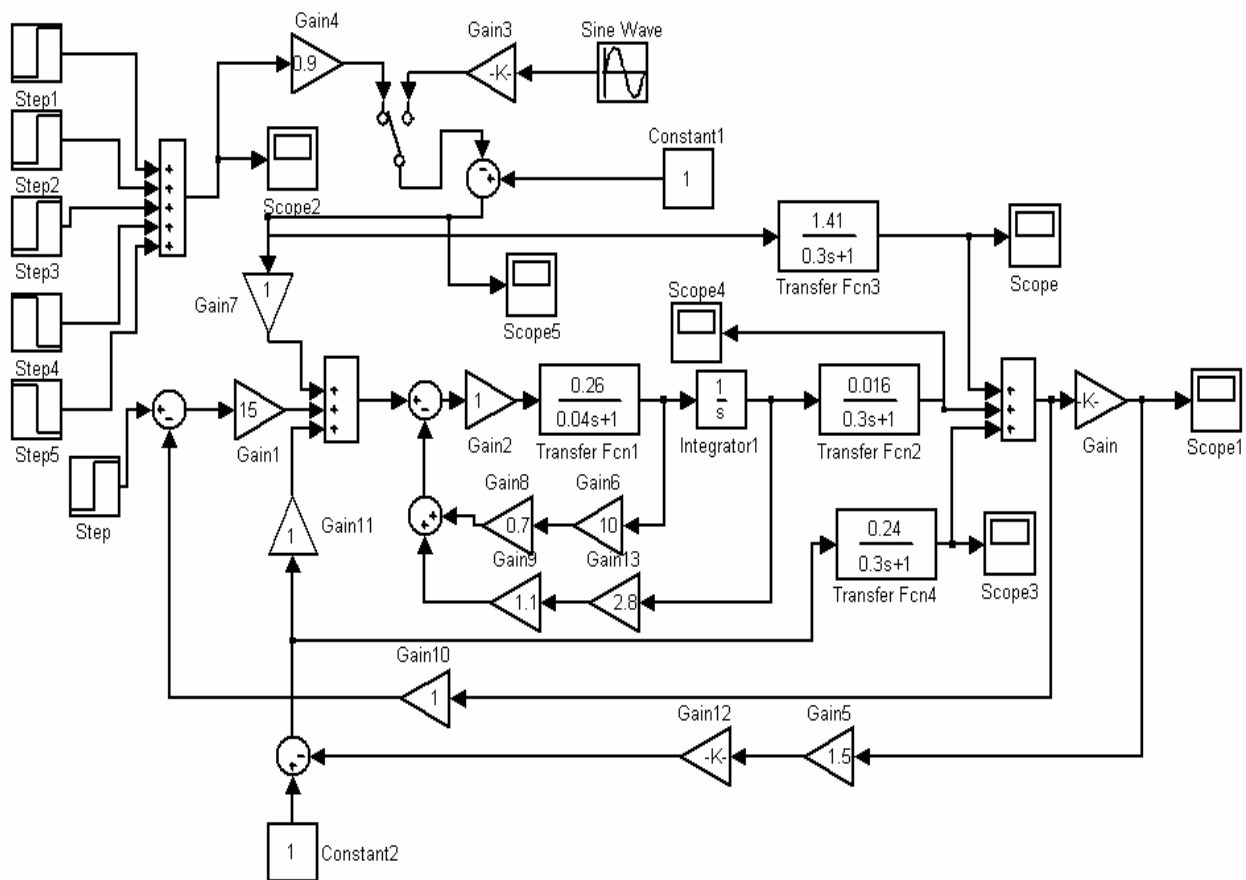 Gain4
0.9
Gain3
-K-
Sine Wave
Step1
Step2
Step3
Step4
Step5
+
+
+
+
+
Scope2
Constant1
1
-
+
1.41
0.3s+1
Transfer Fcn3
Scope
Scope4
Scope5
1
Gain7
+
-
15
Gain1
+
+
+
+
-
1
Gain2
0.26
0.04s+1
Transfer Fcn1
1
s
Integrator1
0.016
0.3s+1
Transfer Fcn2
+
+
+
-K-
Gain
Scope1
Step
1
Gain11
+
+
Gain8
0.7
Gain6
10
Gain9
1.1
Gain13
2.8
0.24
0.3s+1
Transfer Fcn4
Scope3
Gain10
1
Gain12
-K-
Gain5
1.5
-
+
1
Constant2